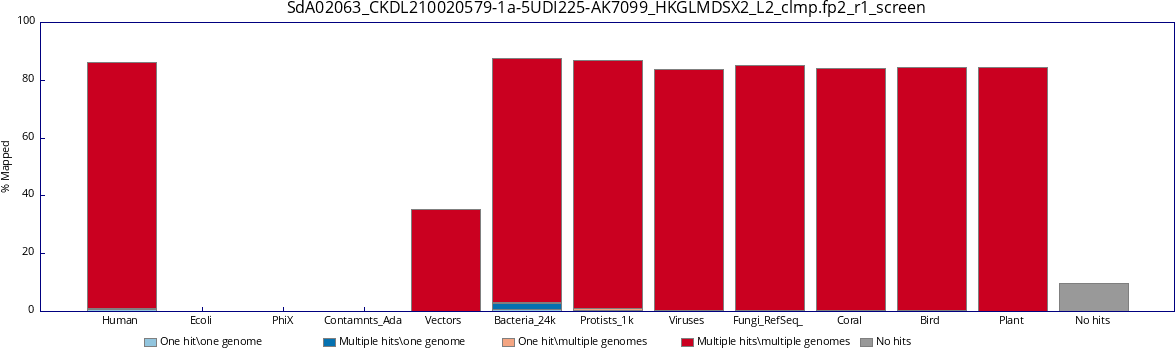 SdA02063_CKDL210020579-1a-5UDI225-AK7099_HKGLMDSX2_L2_clmp.fp2_r1_screen
100
80
60
40
20
0
% Mapped
Human Ecoli PhiX Contamnts_Ada Vectors Bacteria_24k Protists_1k Viruses Fungi_RefSeq_ Coral Bird Plant No hits
One hit\one genome Multiple hits\one genome One hit\multiple genomes Multiple hits\multiple genomes No hits